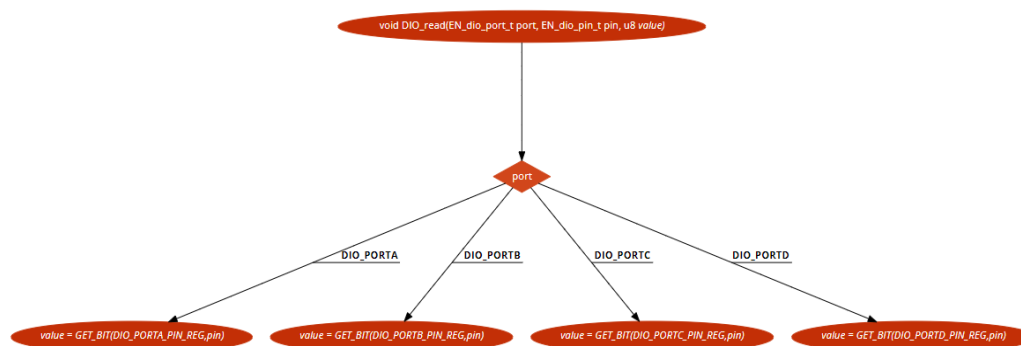 void DIO_read(EN_dio_port_t port, EN_dio_pin_t pin, u8 value)
port
DIO_PORTA
DIO_PORTB
DIO_PORTC
DIO_PORTD
value = GET_BIT(DIO_PORTA_PIN_REG,pin)
value = GET_BIT(DIO_PORTB_PIN_REG,pin)
value = GET_BIT(DIO_PORTC_PIN_REG,pin)
value = GET_BIT(DIO_PORTD_PIN_REG,pin)